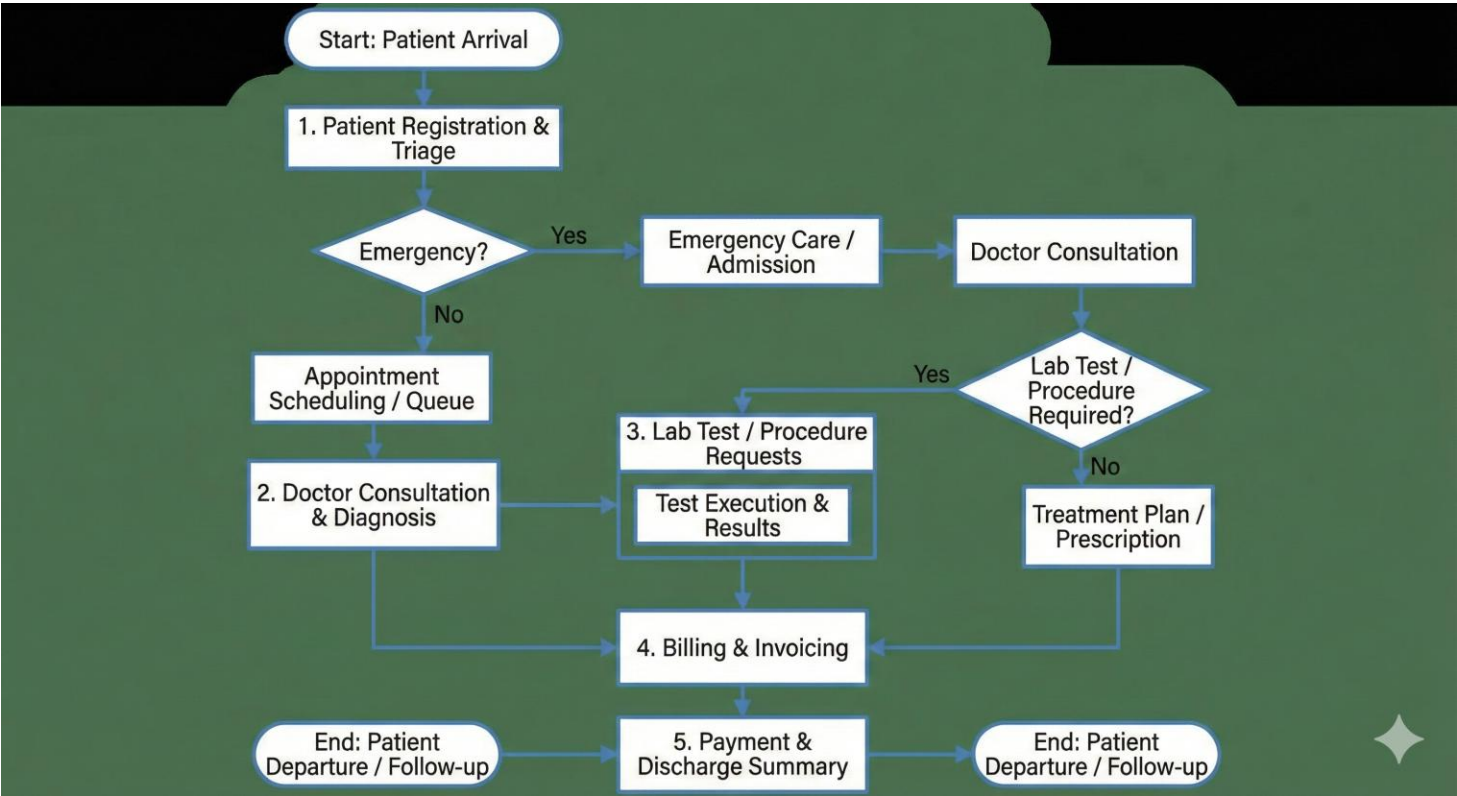 Start: Patient Arrival
1. Patient Registration &
Triage
Emergency?
Yes
Emergency Care /
Admission
Doctor Consultation
No
Appointment
Scheduling / Queue
Yes
Lab Test /
Procedure
Required?
3. Lab Test / Procedure
Requests
No
2. Doctor Consultation
& Diagnosis
Test Execution &
Results
Treatment Plan /
Prescription
4. Billing & Invoicing
End: Patient
Departure / Follow-up
5. Payment &
Discharge Summary
End: Patient
Departure / Follow-up